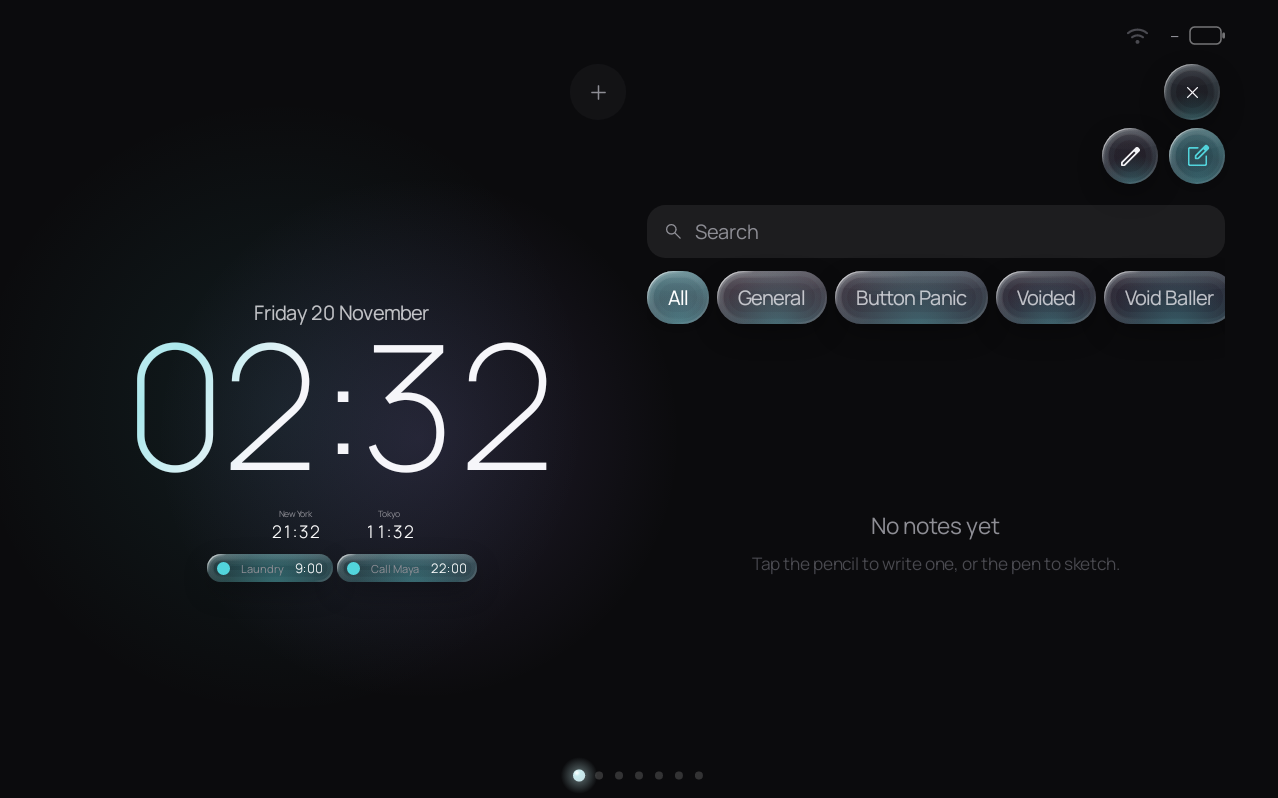 –
Search
All General Button Panic Voided Void Baller
Friday 20 November
02:32
New York Tokyo
21:32 11:32
Laundry 9:00 Call Maya 22:00
No notes yet
Tap the pencil to write one, or the pen to sketch.